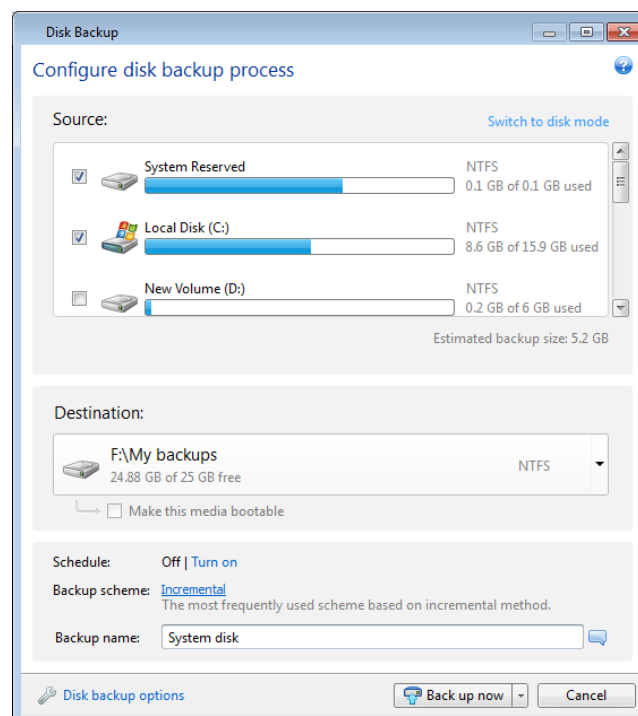 Disk Backup
Configure disk backup process
Source:
Switch to disk mode
System Reserved
NTFS
0.1 GB of 0.1 GB used
Local Disk (C:)
NTFS
8.6 GB of 15.9 GB used
New Volume (D:)
NTFS
0.2 GB of 6 GB used
Estimated backup size: 5.2 GB
Destination:
F:\My backups
24.88 GB of 25 GB free
NTFS
Make this media bootable
Schedule: Off | Turn on
Backup scheme: Incremental
The most frequently used scheme based on incremental method.
Backup name: System disk
Disk backup options
Back up now
Cancel